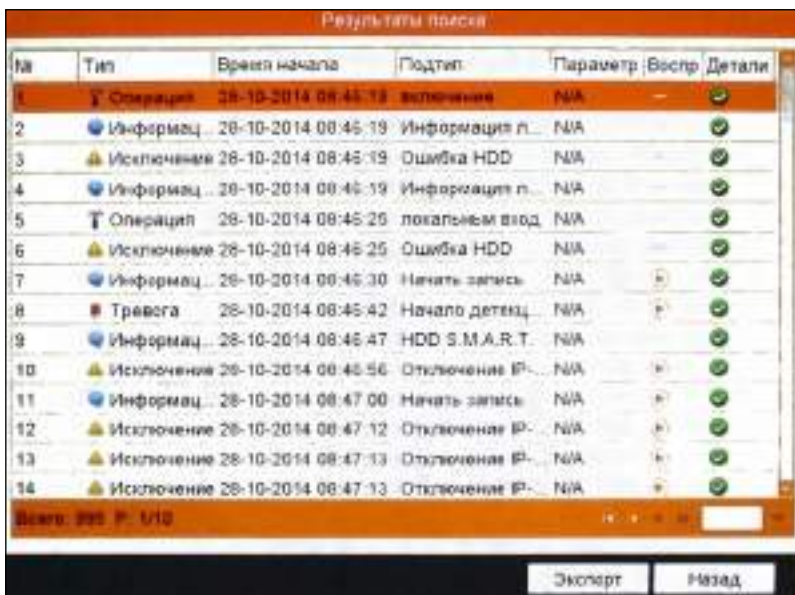 Результаты поиска
№ Тип Время начала Подтип Параметр Воспр Детали
1 Операция 28-10-2014 08:46:19 включение N/A —
2 Информац... 28-10-2014 08:46:19 Информация л... N/A —
3 Исключение 28-10-2014 08:46:19 Ошибка HDD N/A —
4 Информац... 28-10-2014 08:46:19 Информация л... N/A —
5 Операция 28-10-2014 08:46:25 локальный вход N/A —
6 Исключение 28-10-2014 08:46:25 Ошибка HDD N/A —
7 Информац... 28-10-2014 08:46:30 Начать запись N/A
8 Тревога 28-10-2014 08:46:42 Начало детекц... N/A
9 Информац... 28-10-2014 08:46:47 HDD S.M.A.R.T. N/A —
10 Исключение 28-10-2014 08:46:56 Отключение IP-... N/A
11 Информац... 28-10-2014 08:47:00 Начать запись N/A
12 Исключение 28-10-2014 08:47:12 Отключение IP-... N/A
13 Исключение 28-10-2014 08:47:13 Отключение IP-... N/A
14 Исключение 28-10-2014 08:47:13 Отключение IP-... N/A
Всего: P: 1/10
Экспорт Назад